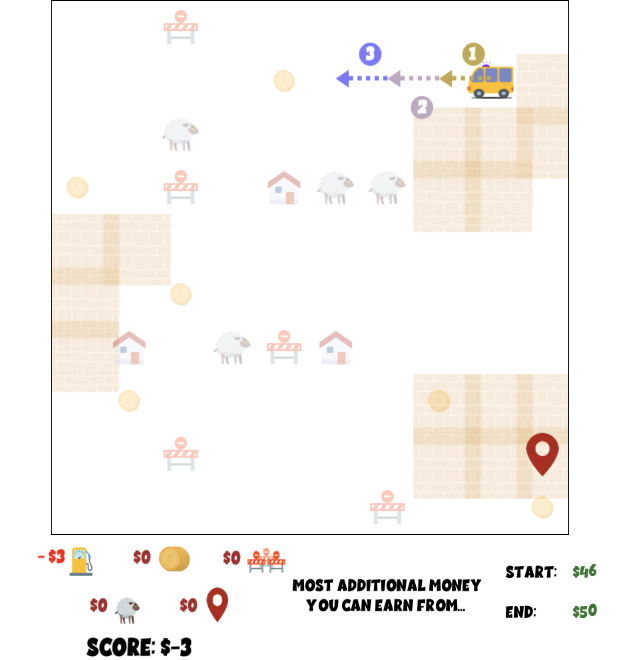 3
1
2
- $3
$0
$0
START:
$46
MOST ADDITIONAL MONEY
YOU CAN EARN FROM...
$0
$0
END:
$50
SCORE: $-3